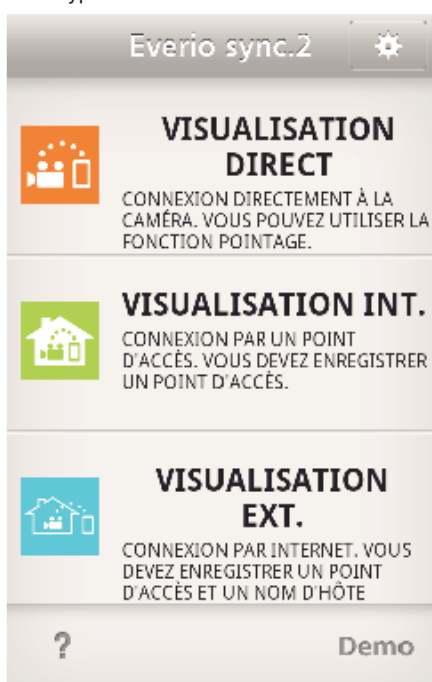 Everio sync.2
VISUALISATION
DIRECT
CONNEXION DIRECTEMENT À LA
CAMÉRA. VOUS POUVEZ UTILISER LA
FONCTION POINTAGE.
VISUALISATION INT.
CONNEXION PAR UN POINT
D'ACCÈS. VOUS DEVEZ ENREGISTRER
UN POINT D'ACCÈS.
VISUALISATION
EXT.
CONNEXION PAR INTERNET. VOUS
DEVEZ ENREGISTRER UN POINT
D'ACCÈS ET UN NOM D'HÔTE
?
Demo